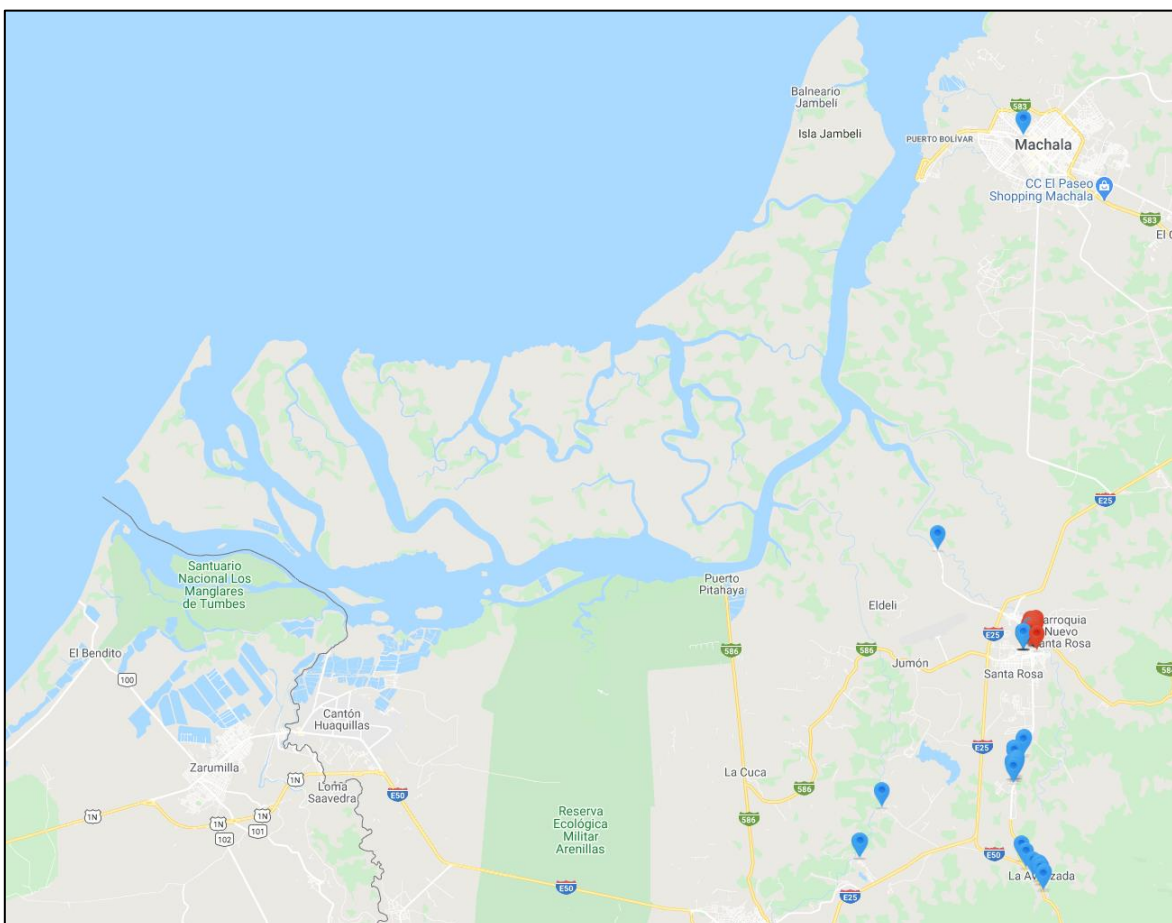 Balneario
Jambelí
Isla Jambeli
583
PUERTO BOLÍVAR
Machala
CC El Paseo
Shopping Machala
583
E25
Santuario
Nacional Los
Manglares
de Tumbes
Puerto
Pitahaya
Eldeli
El Bendito
100
586
586
E25
Nuevo
Santa Rosa
Jumón
Santa Rosa
Cantón
Huaquillas
Zarumilla
1N
Loma
Saavedra
E50
La Cuca
586
E25
1N
1N
101
102
Reserva
Ecológica
Militar
Arenillas
586
E50
La
E50
E25